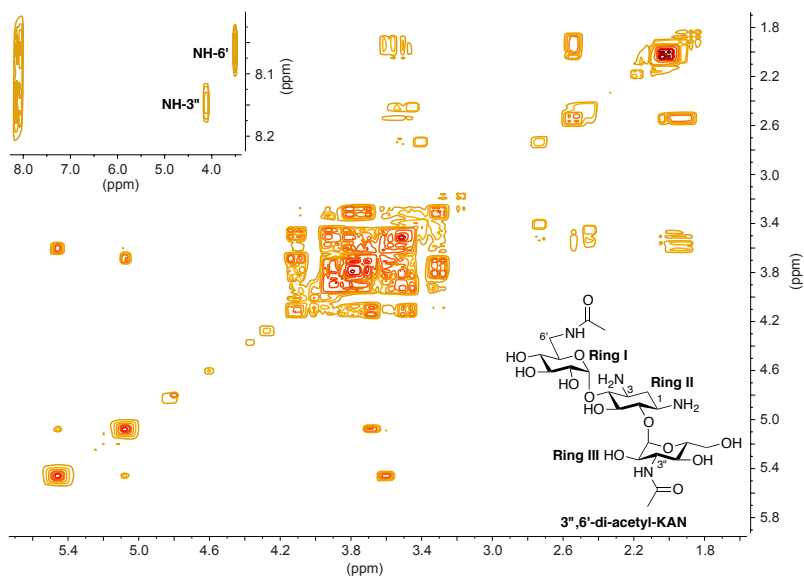 NH-6'
NH-3"
8.1
8.2
(ppm)
8.0 7.0 6.0 5.0 4.0
(ppm)
1.8
2.2
2.6
3.0
3.4
3.8
4.2
4.6
5.0
5.4
5.8
(ppm)
O
6'
NH
HO
O
Ring I
HO
HO
O
H2N
3
2
Ring II
HO
1
NH2
O
O
OH
Ring III
HO
3"
OH
HN
O
3",6'-di-acetyl-KAN
5.4 5.0 4.6 4.2 3.8 3.4 3.0 2.6 2.2 1.8
(ppm)